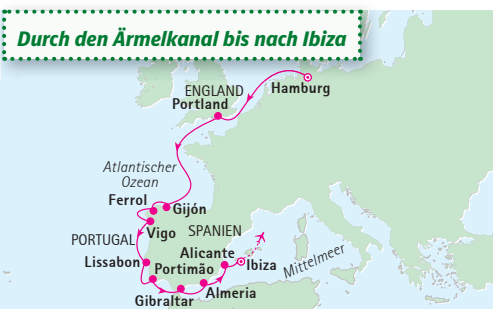 Durch den Ärmelkanal bis nach Ibiza
ENGLAND
Portland
Hamburg
Atlantischer
Ozean
Ferrol
Gijón
Vigo
PORTUGAL
SPANIEN
Alicante
Lissabon
Portimão
Ibiza
Mittelmeer
Gibraltar
Almeria